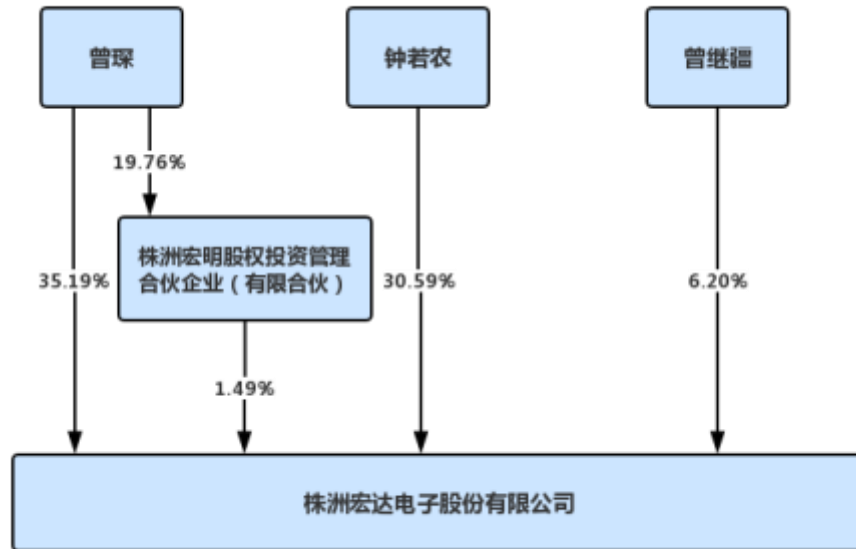 曾琛
钟若农
曾继疆
19.76%
株洲宏明股权投资管理
合伙企业（有限合伙）
35.19%
30.59%
6.20%
1.49%
株洲宏达电子股份有限公司